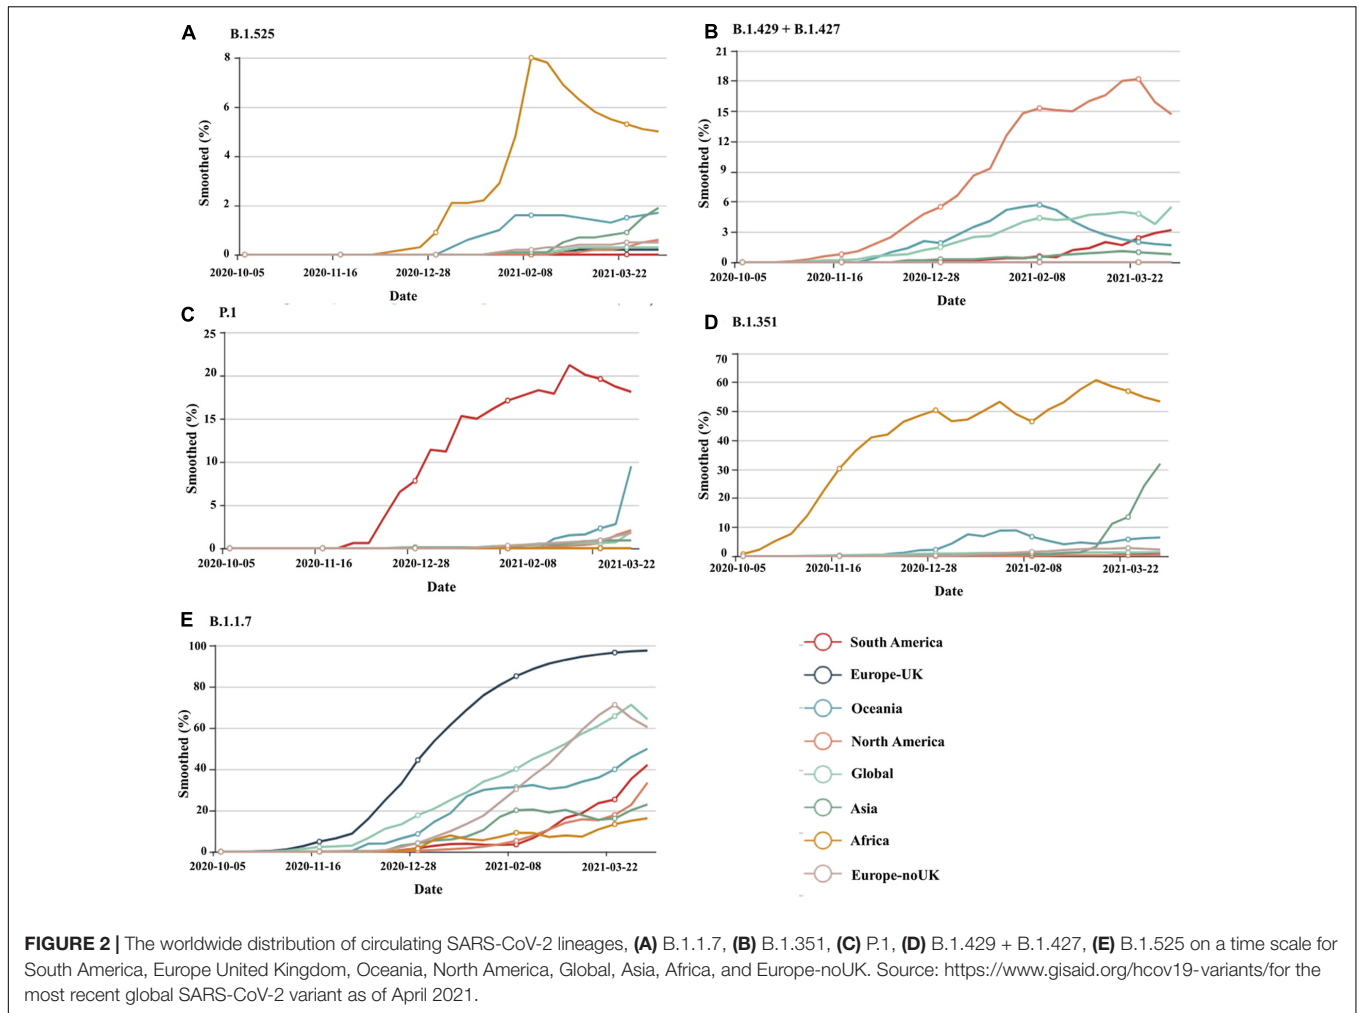 A B.1.525
8
6
4
2
0
Smoothed (%)
2020-10-05 2020-11-16 2020-12-28 2021-02-08 2021-03-22
Date
B B.1.429 + B.1.427
21
18
15
12
9
6
3
0
Smoothed (%)
2020-10-05 2020-11-16 2020-12-28 2021-02-08 2021-03-22
Date
C P.1
25
20
15
10
5
0
Smoothed (%)
2020-10-05 2020-11-16 2020-12-28 2021-02-08 2021-03-22
Date
D B.1.351
70
60
50
40
30
20
10
0
Smoothed (%)
2020-10-05 2020-11-16 2020-12-28 2021-02-08 2021-03-22
Date
E B.1.1.7
100
80
60
40
20
0
Smoothed (%)
2020-10-05 2020-11-16 2020-12-28 2021-02-08 2021-03-22
Date
South America
Europe-UK
Oceania
North America
Global
Asia
Africa
Europe-noUK
FIGURE 2 | The worldwide distribution of circulating SARS-CoV-2 lineages, (A) B.1.1.7, (B) B.1.351, (C) P.1, (D) B.1.429 + B.1.427, (E) B.1.525 on a time scale for
South America, Europe United Kingdom, Oceania, North America, Global, Asia, Africa, and Europe-noUK. Source: https://www.gisaid.org/hcov19-variants/for the
most recent global SARS-CoV-2 variant as of April 2021.